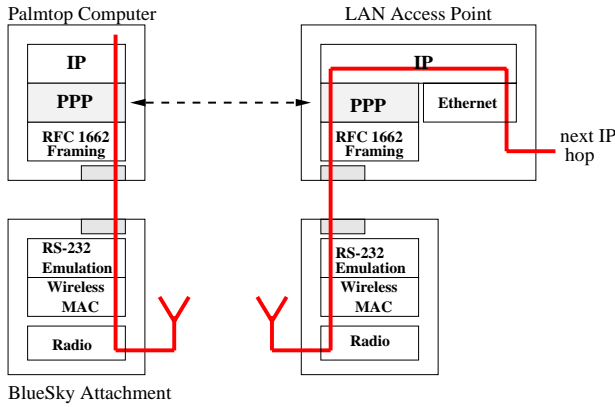 Palmtop Computer
LAN Access Point
IP
PPP
RFC 1662
Framing
IP
PPP
Ethernet
RFC 1662
Framing
next IP
hop
RS-232
Emulation
Wireless
MAC
Radio
RS-232
Emulation
Wireless
MAC
Radio
BlueSky Attachment